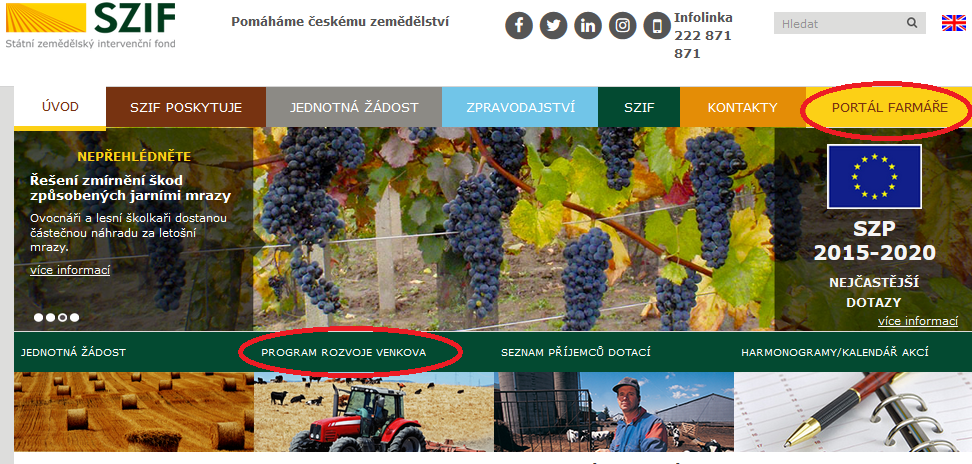 SZIF
Státní zemědělský intervenční fond
Pomáháme českému zemědělství
Infolinka
222 871
871
Hledat
ÚVOD
SZIF POSKYTUJE
JEDNOTNÁ ŽÁDOST
ZPRAVODAJSTVÍ
SZIF
KONTAKTY
PORTÁL FARMÁŘE
NEPŘEHLÉDNĚTE
Řešení zmírnění škod
způsobených jarními mrazy
Ovocnáři a lesní školkaři dostanou
částečnou náhradu za letošní
mrazy.
více informací
SZP
2015-2020
NEJČASTĚJŠÍ
DOTAZY
více informací
JEDNOTNÁ ŽÁDOST
PROGRAM ROZVOJE VENKOVA
SEZNAM PŘÍJEMCŮ DOTACÍ
HARMONOGRAMY/KALENDÁŘ AKCÍ